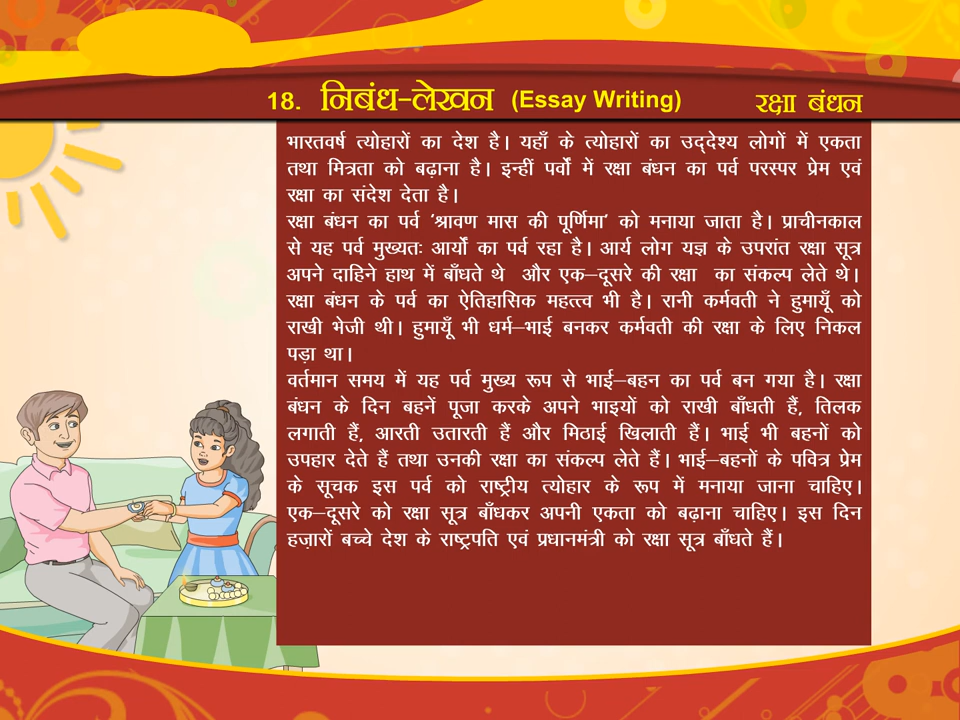 18. निबंध-लेखन (Essay Writing) रक्षा बंधन
भारतवर्ष त्योहारों का देश है। यहाँ के त्योहारों का उद्‌देश्य लोगों में एकता
तथा मित्रता को बढ़ाना है। इन्हीं पर्वों में रक्षा बंधन का पर्व परस्पर प्रेम एवं
रक्षा का संदेश देता है।
रक्षा बंधन का पर्व 'श्रावण मास की पूर्णिमा' को मनाया जाता है। प्राचीनकाल
से यह पर्व मुख्यतः आर्यों का पर्व रहा है। आर्य लोग यज्ञ के उपरांत रक्षा सूत्र
अपने दाहिने हाथ में बाँधते थे और एक–दूसरे की रक्षा का संकल्प लेते थे।
रक्षा बंधन के पर्व का ऐतिहासिक महत्त्व भी है। रानी कर्मवती ने हुमायूँ को
राखी भेजी थी। हुमायूँ भी धर्म–भाई बनकर कर्मवती की रक्षा के लिए निकल
पड़ा था।
वर्तमान समय में यह पर्व मुख्य रूप से भाई–बहन का पर्व बन गया है। रक्षा
बंधन के दिन बहनें पूजा करके अपने भाइयों को राखी बाँधती हैं, तिलक
लगाती हैं, आरती उतारती हैं और मिठाई खिलाती हैं। भाई भी बहनों को
उपहार देते हैं तथा उनकी रक्षा का संकल्प लेते हैं। भाई–बहनों के पवित्र प्रेम
के सूचक इस पर्व को राष्ट्रीय त्योहार के रूप में मनाया जाना चाहिए।
एक–दूसरे को रक्षा सूत्र बाँधकर अपनी एकता को बढ़ाना चाहिए। इस दिन
हज़ारों बच्चे देश के राष्ट्रपति एवं प्रधानमंत्री को रक्षा सूत्र बाँधते हैं।